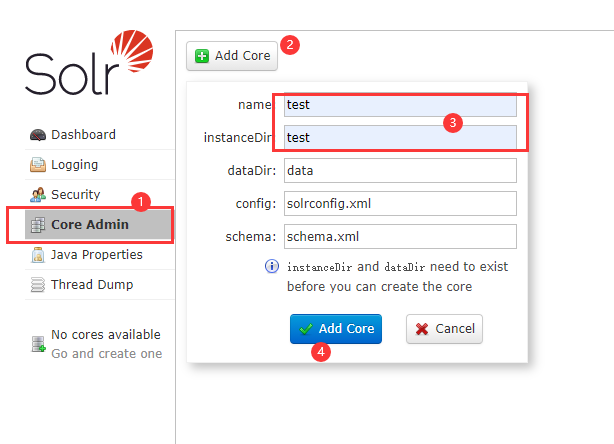 Solr
Dashboard
Logging
Security
1
Core Admin
Java Properties
Thread Dump
No cores available
Go and create one
Add Core
2
name
test
instanceDir
test
3
dataDir:
data
config:
solrconfig.xml
schema:
schema.xml
instanceDir and dataDir need to exist
before you can create the core
Add Core
Cancel
4